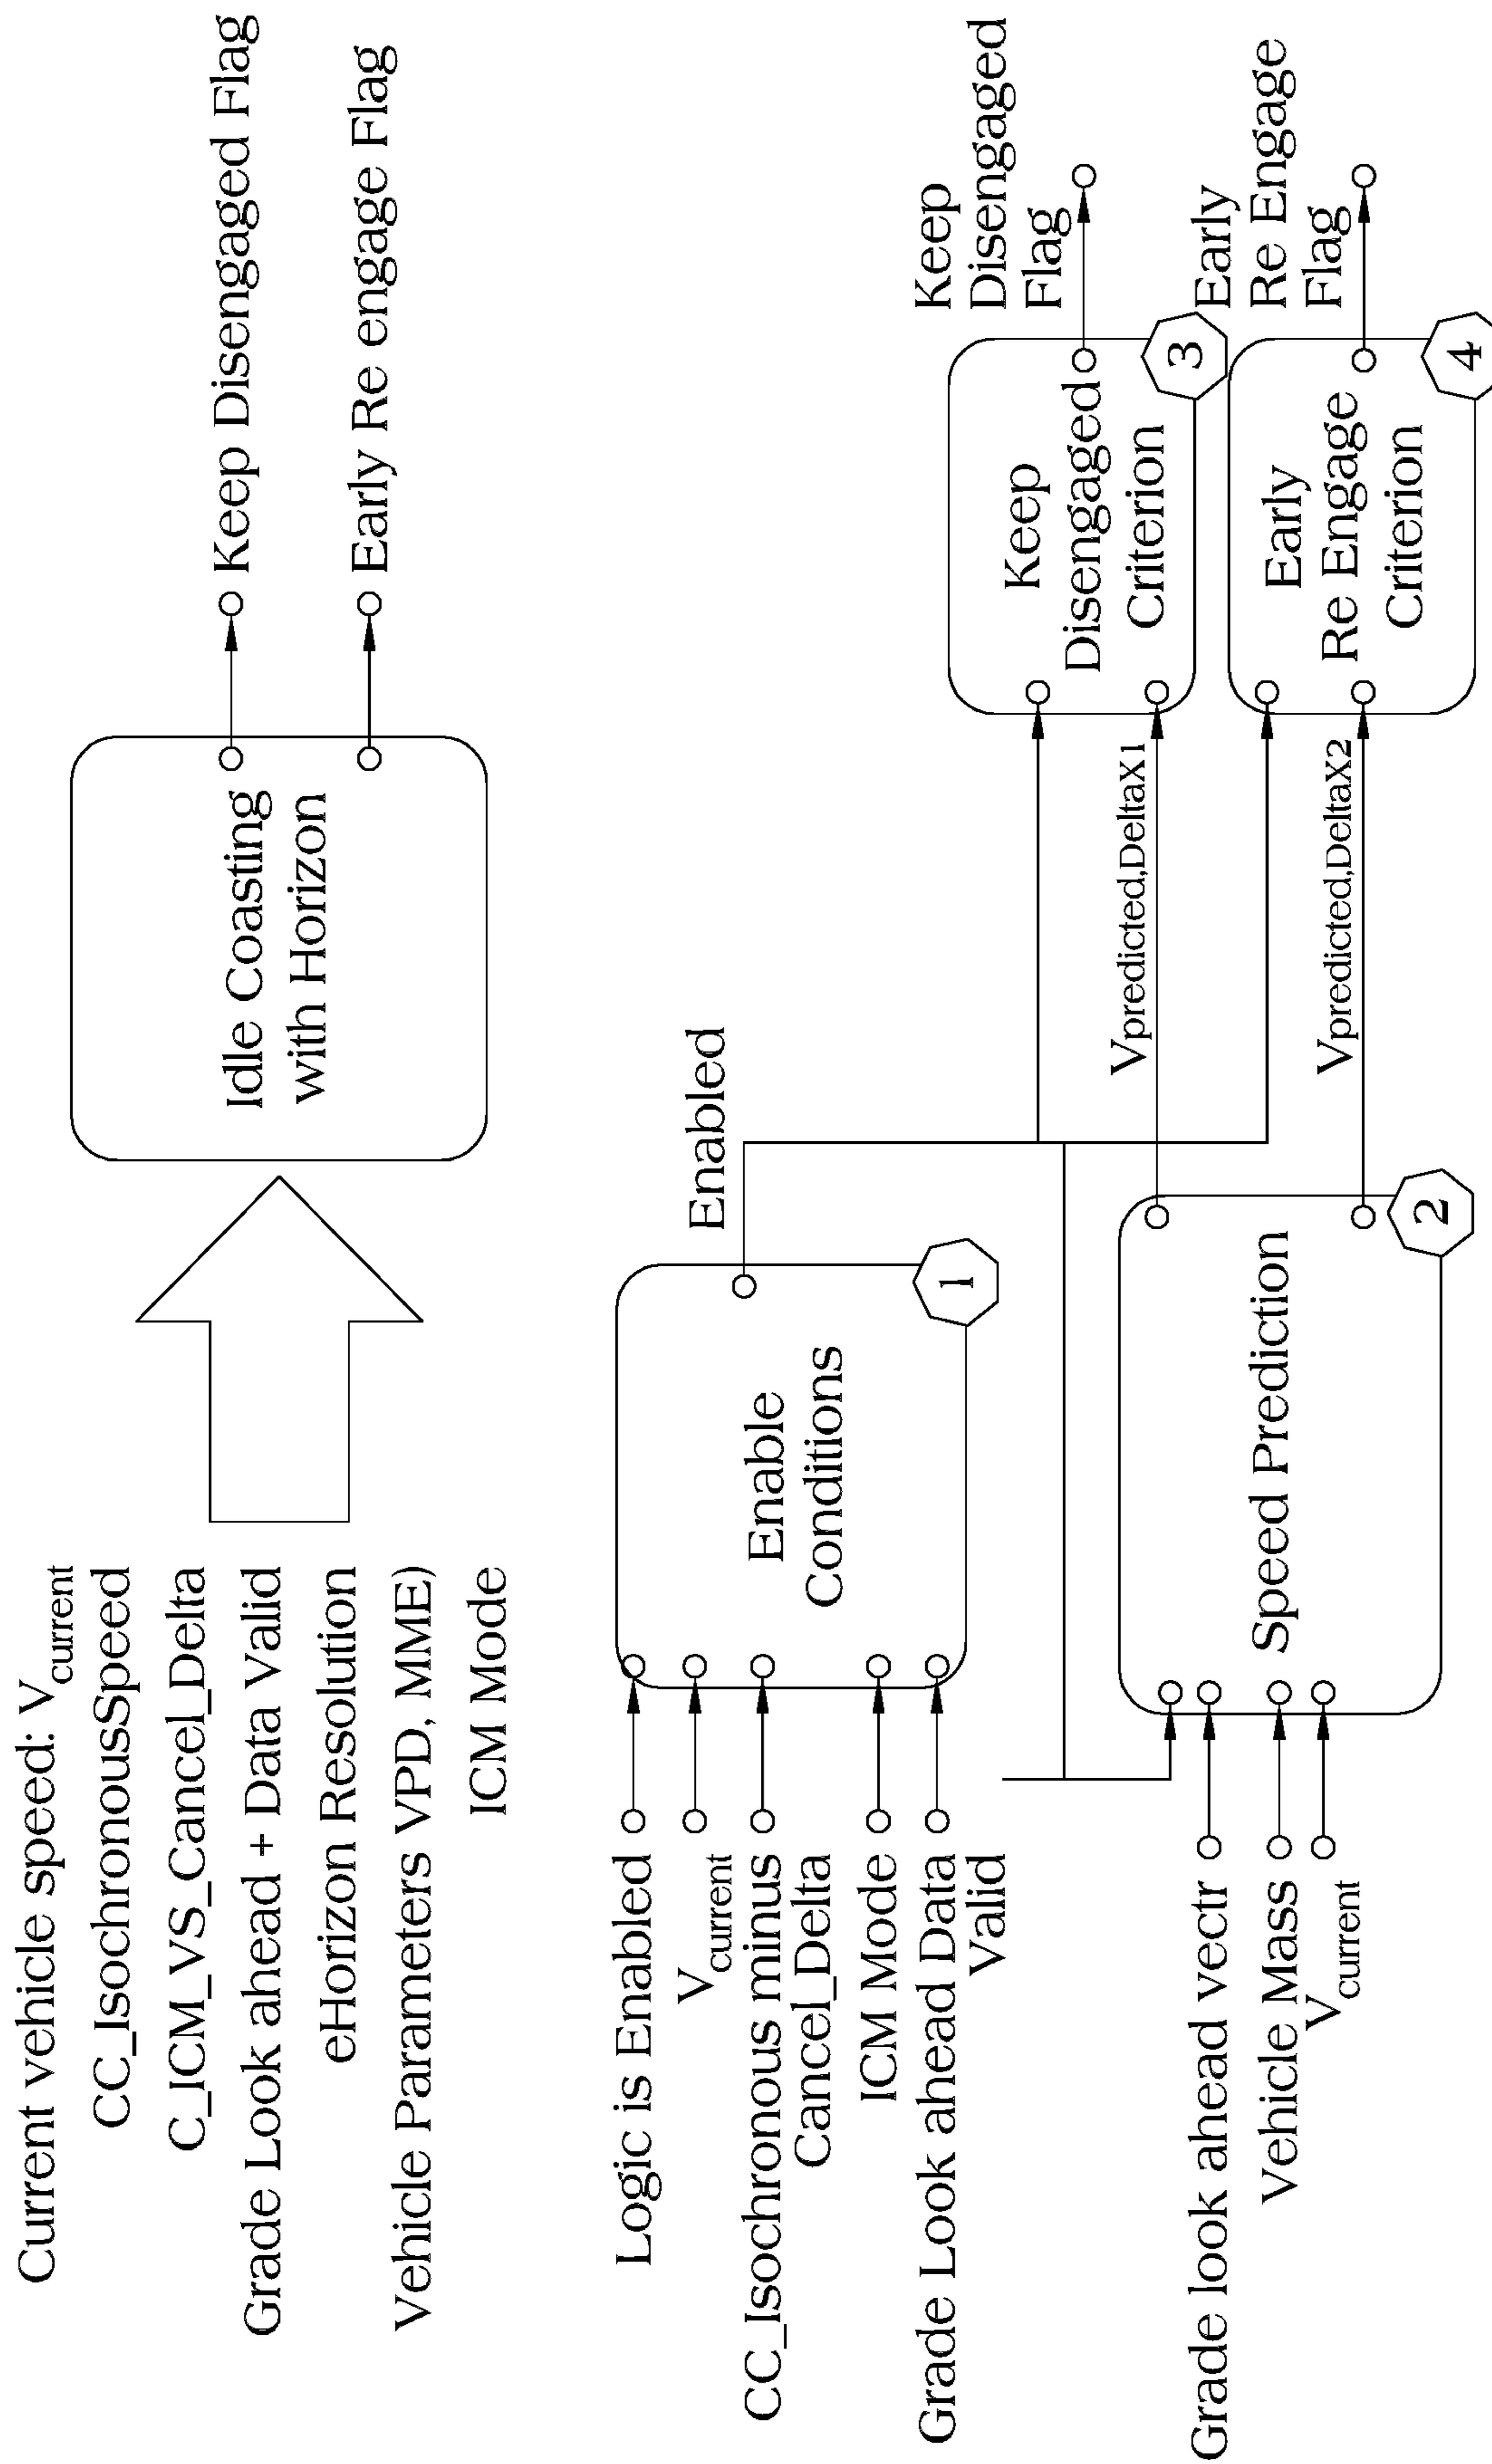 Current vehicle speed: Vcurrent
CC_IsochronousSpeed
C_ICM_VS_Cancel_Delta
Grade Look ahead + Data Valid
eHorizon Resolution
Vehicle Parameters VPD, MME)
ICM Mode
Idle Coasting
with Horizon
Keep Disengaged Flag
Early Re engage Flag
Logic is Enabled
Vcurrent
CC_Isochronous minus
Cancel_Delta
ICM Mode
Grade Look ahead Data
Valid
Enable
Conditions
1
Enabled
Grade look ahead vectr
Vehicle Mass
Vcurrent
Speed Prediction
2
Vpredicted,DeltaX1
Vpredicted,DeltaX2
Keep
Disengaged
Criterion
3
Keep
Disengaged
Flag
Early
Re Engage
Criterion
4
Early
Re Engage
Flag